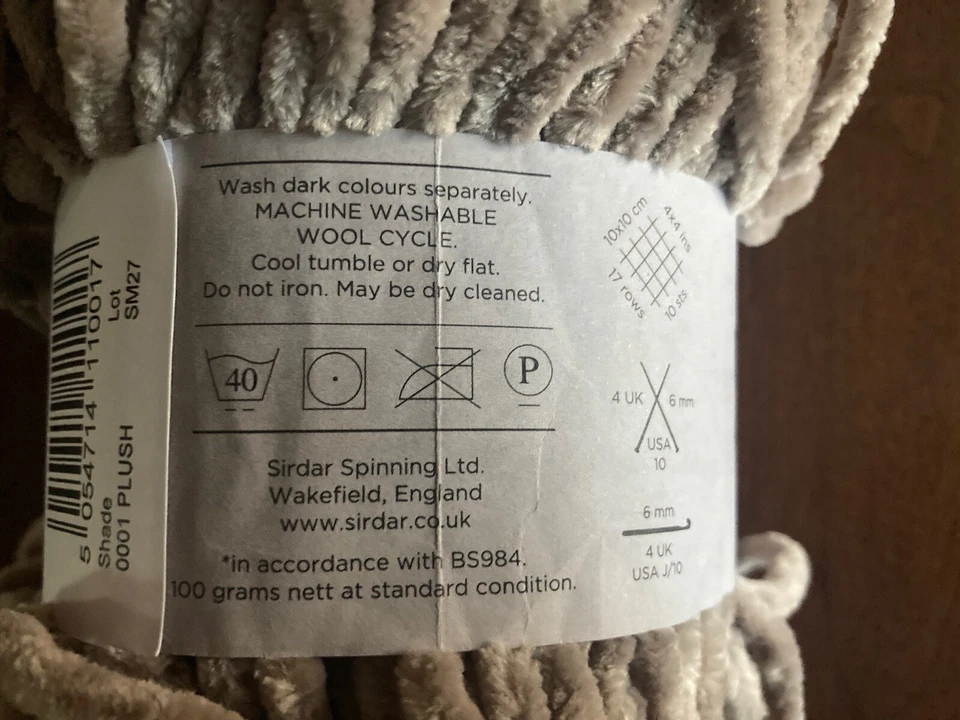 5 054714 110017
Shade
0001 PLUSH
Lot
SM27
Wash dark colours separately.
MACHINE WASHABLE
WOOL CYCLE.
Cool tumble or dry flat.
Do not iron. May be dry cleaned.
40
P
Sirdar Spinning Ltd.
Wakefield, England
www.sirdar.co.uk
*in accordance with BS984.
100 grams nett at standard condition.
10x10 cm
4x4 ins
17 rows
10 sts
4 UK
6 mm
USA
10
6 mm
4 UK
USA J/10